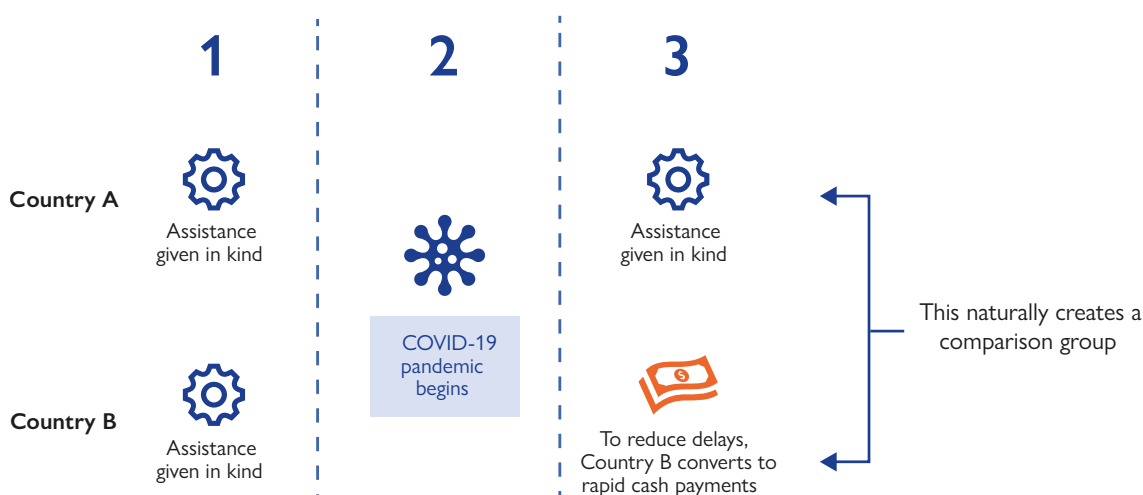 1
2
3
Country A
Assistance
given in kind
Assistance
given in kind
COVID-19
pandemic
begins
This naturally creates a
comparison group
Country B
Assistance
given in kind
$
To reduce delays,
Country B converts to
rapid cash payments